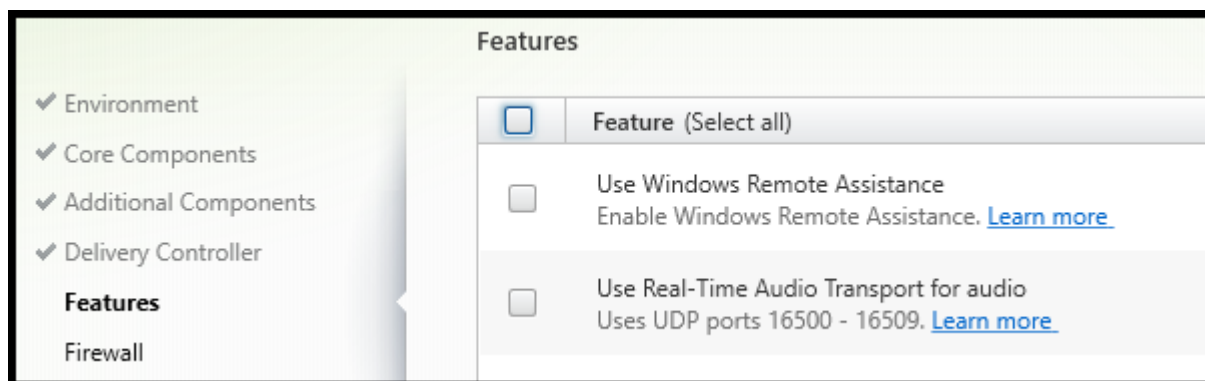 Features
Environment
Core Components
Additional Components
Delivery Controller
Features
Firewall
Feature (Select all)
Use Windows Remote Assistance
Enable Windows Remote Assistance. Learn more
Use Real-Time Audio Transport for audio
Uses UDP ports 16500 - 16509. Learn more